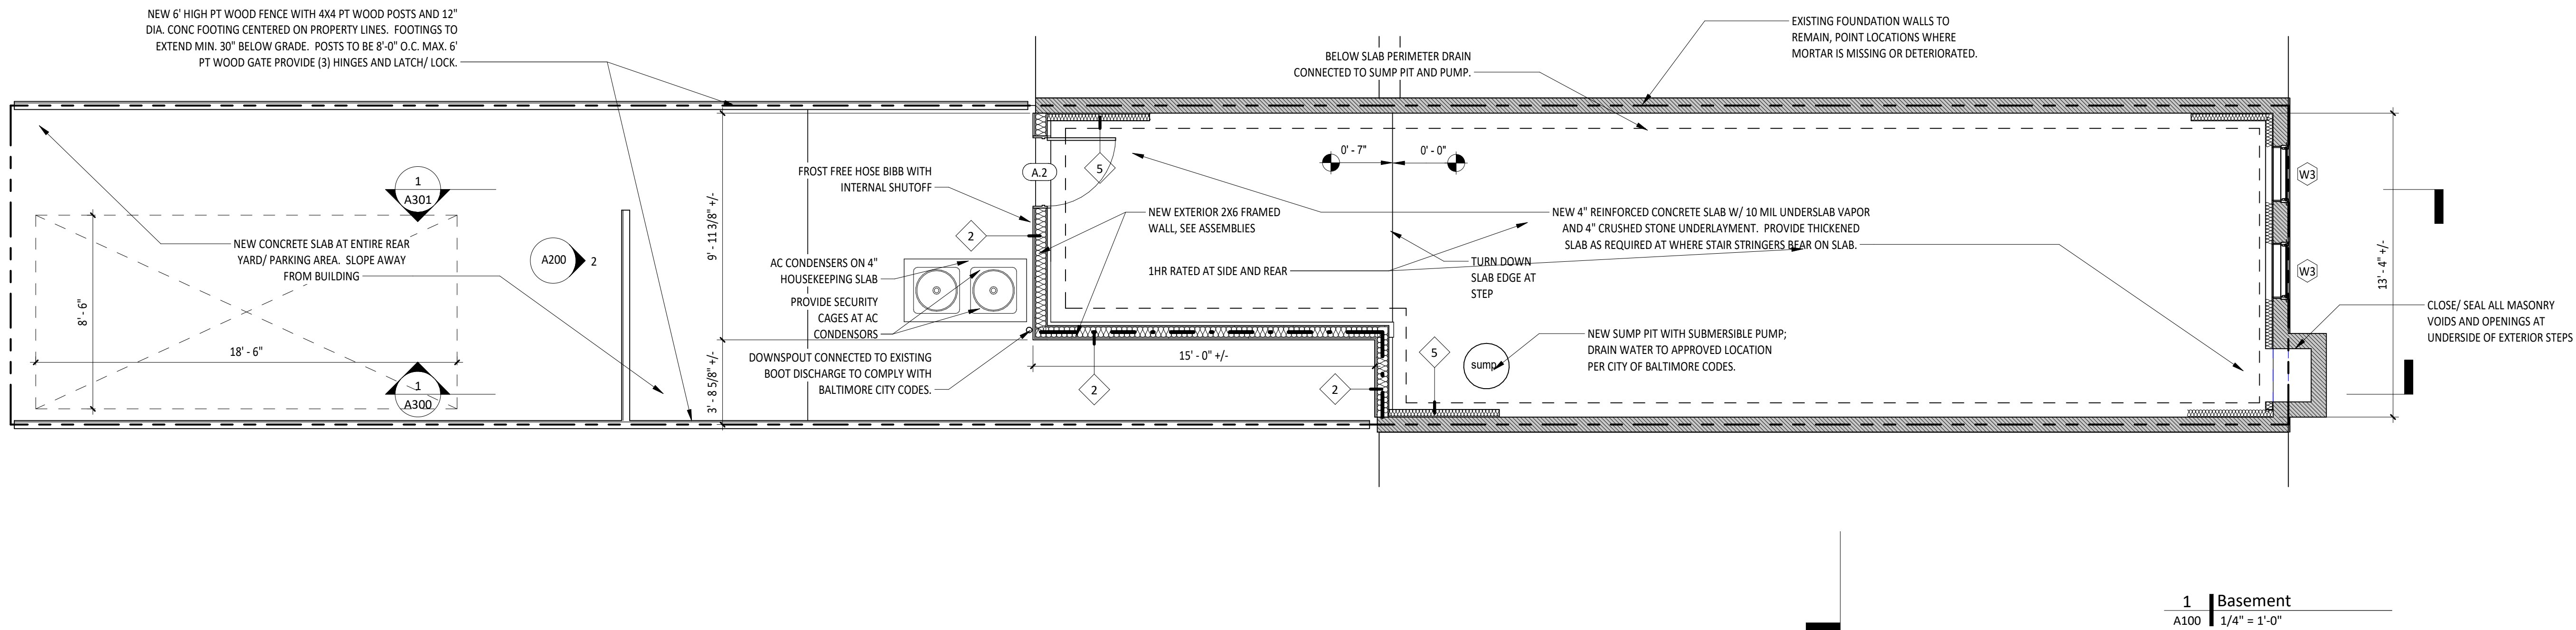 NEW 6' HIGH PT WOOD FENCE WITH 4X4 PT WOOD POSTS AND 12"
DIA. CONC FOOTING CENTERED ON PROPERTY LINES. FOOTINGS TO
EXTEND MIN. 30" BELOW GRADE. POSTS TO BE 8'-0" O.C. MAX. 6'
PT WOOD GATE PROVIDE (3) HINGES AND LATCH/ LOCK.
BELOW SLAB PERIMETER DRAIN
CONNECTED TO SUMP PIT AND PUMP.
EXISTING FOUNDATION WALLS TO
REMAIN, POINT LOCATIONS WHERE
MORTAR IS MISSING OR DETERIORATED.
1
A301
NEW CONCRETE SLAB AT ENTIRE REAR
YARD/ PARKING AREA. SLOPE AWAY
FROM BUILDING
8' - 6"
18' - 6"
1
A300
A200
2
9' - 11 3/8" +/-
3' - 8 5/8" +/-
FROST FREE HOSE BIBB WITH
INTERNAL SHUTOFF
2
AC CONDENSERS ON 4"
HOUSEKEEPING SLAB
PROVIDE SECURITY
CAGES AT AC
CONDENSORS
DOWNSPOUT CONNECTED TO EXISTING
BOOT DISCHARGE TO COMPLY WITH
BALTIMORE CITY CODES.
A.2
5
NEW EXTERIOR 2X6 FRAMED
WALL, SEE ASSEMBLIES
1HR RATED AT SIDE AND REAR
15' - 0" +/-
2
2
0' - 7"
0' - 0"
NEW 4" REINFORCED CONCRETE SLAB W/ 10 MIL UNDERSLAB VAPOR
AND 4" CRUSHED STONE UNDERLAYMENT. PROVIDE THICKENED
SLAB AS REQUIRED AT WHERE STAIR STRINGERS BEAR ON SLAB.
TURN DOWN
SLAB EDGE AT
STEP
5
sump
NEW SUMP PIT WITH SUBMERSIBLE PUMP;
DRAIN WATER TO APPROVED LOCATION
PER CITY OF BALTIMORE CODES.
W3
W3
13' - 4" +/-
CLOSE/ SEAL ALL MASONRY
VOIDS AND OPENINGS AT
UNDERSIDE OF EXTERIOR STEPS
1
Basement
A100
1/4" = 1'-0"